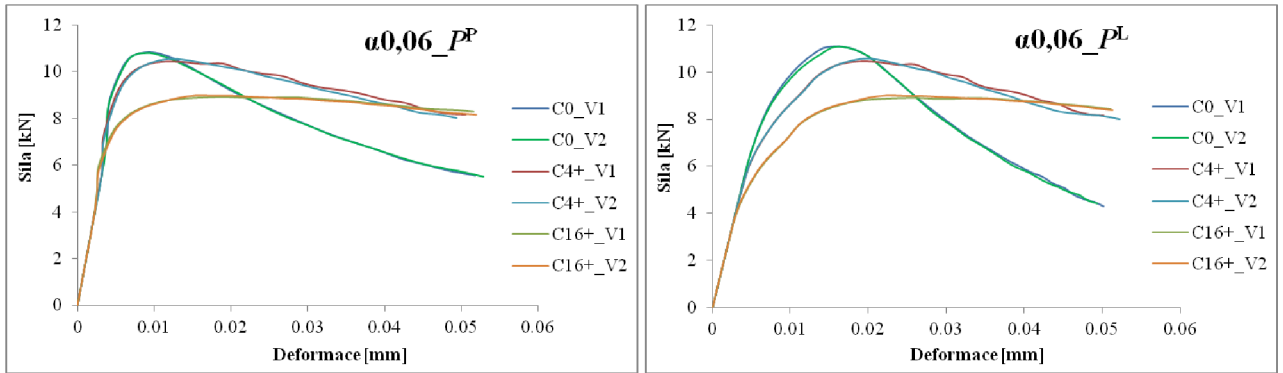 α0,06_Pᴾ
Síla [kN]
12
10
8
6
4
2
0
0
0.01
0.02
0.03
0.04
0.05
0.06
Deformace [mm]
C0_V1
C0_V2
C4+_V1
C4+_V2
C16+_V1
C16+_V2
α0,06_Pᴸ
Síla [kN]
12
10
8
6
4
2
0
0
0.01
0.02
0.03
0.04
0.05
0.06
Deformace [mm]
C0_V1
C0_V2
C4+_V1
C4+_V2
C16+_V1
C16+_V2